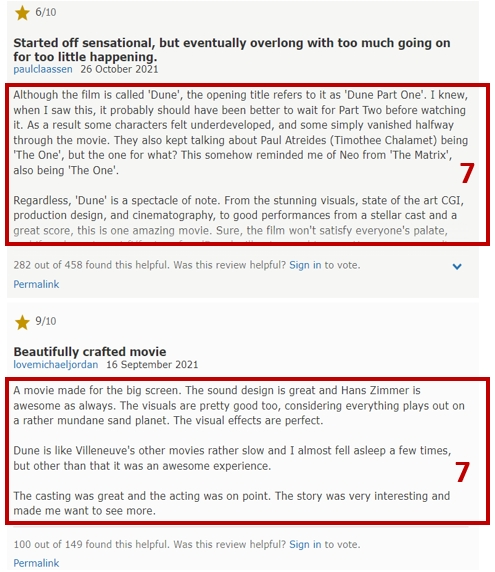 6/10
Started off sensational, but eventually overlong with too much going on
for too little happening.
paulclaassen 26 October 2021
Although the film is called 'Dune', the opening title refers to it as 'Dune Part One'. I knew,
when I saw this, it probably should have been better to wait for Part Two before watching
it. As a result some characters felt underdeveloped, and some simply vanished halfway
through the movie. They also kept talking about Paul Atreides (Timothee Chalamet) being
'The One', but the one for what? This somehow reminded me of Neo from 'The Matrix',
also being 'The One'.
7
Regardless, 'Dune' is a spectacle of note. From the stunning visuals, state of the art CGI,
production design, and cinematography, to good performances from a stellar cast and a
great score, this is one amazing movie. Sure, the film won't satisfy everyone's palate,
282 out of 458 found this helpful. Was this review helpful? Sign in to vote.
Permalink
9/10
Beautifully crafted movie
lovemichaeljordan 16 September 2021
A movie made for the big screen. The sound design is great and Hans Zimmer is
awesome as always. The visuals are pretty good too, considering everything plays out on
a rather mundane sand planet. The visual effects are perfect.
Dune is like Villeneuve's other movies rather slow and I almost fell asleep a few times,
but other than that it was an awesome experience.
7
The casting was great and the acting was on point. The story was very interesting and
made me want to see more.
100 out of 149 found this helpful. Was this review helpful? Sign in to vote.
Permalink